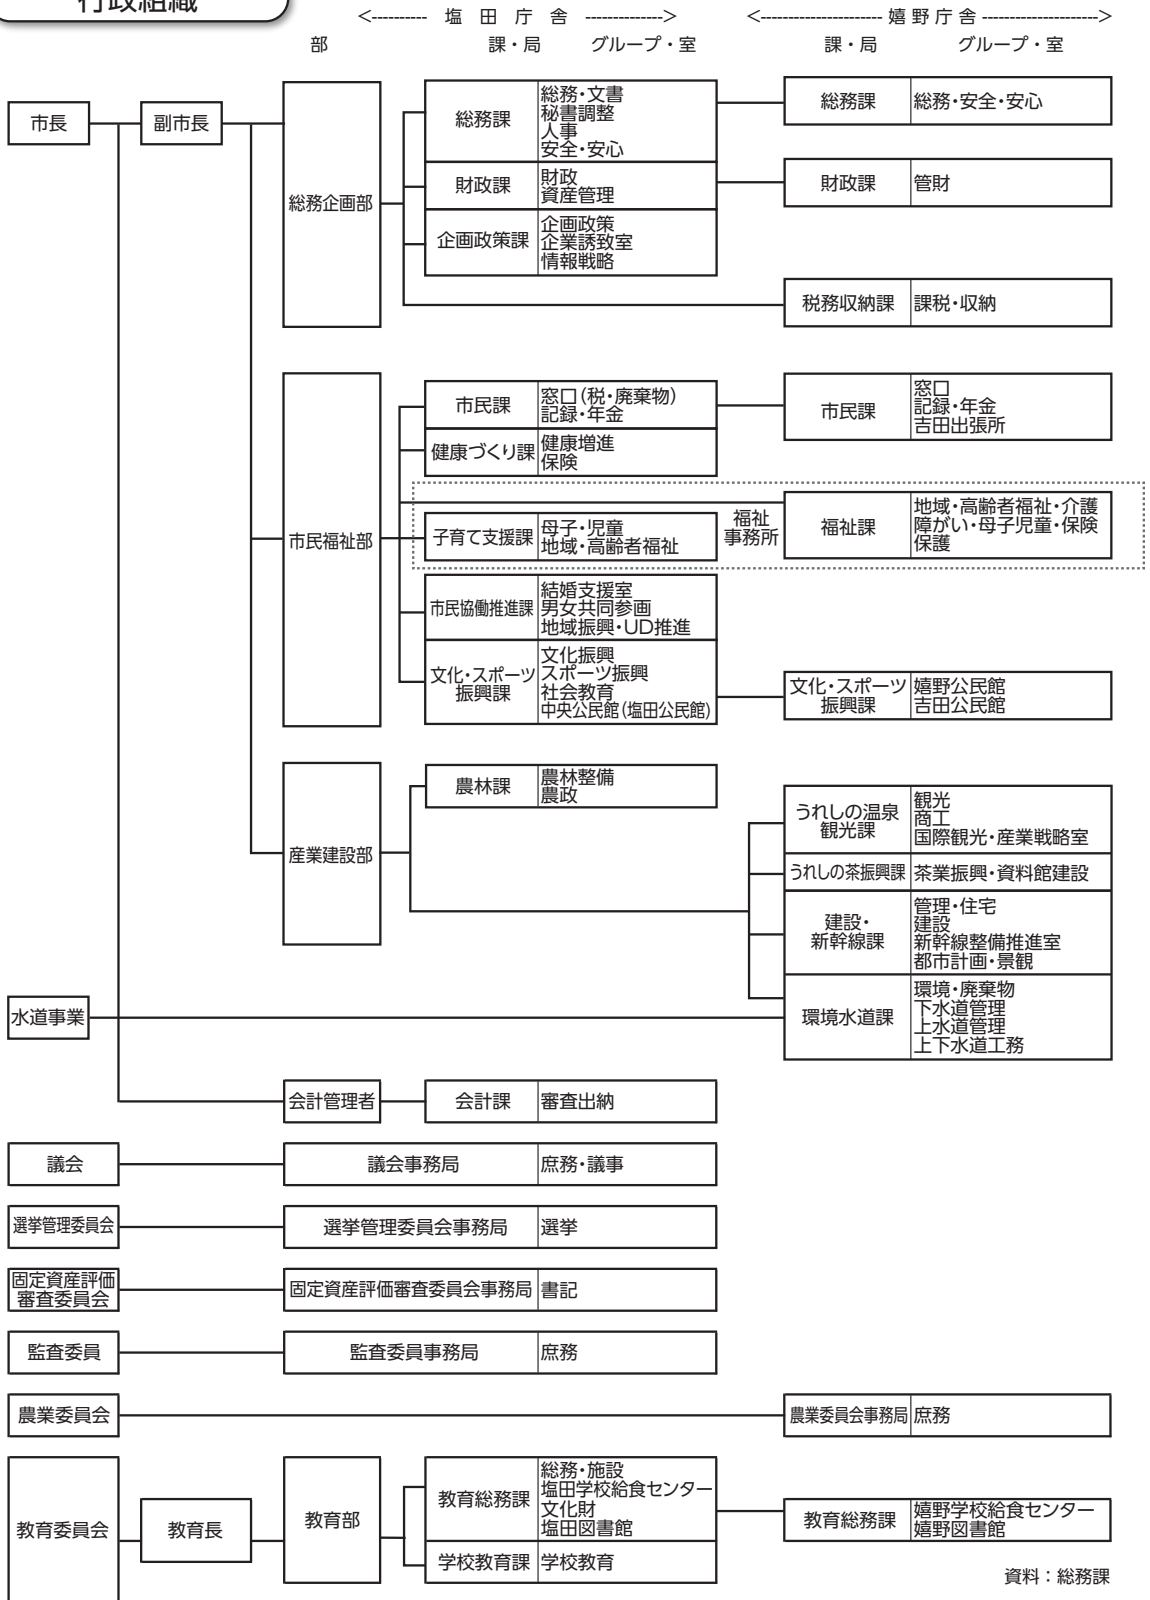 行政組織
<---------- 塩 田 庁 舎 -------------->
<---------------------- 嬉 野 庁 舎 --------------------->
部
課・局
グループ・室
課・局
グループ・室
市長
副市長
総務企画部
総務課
総務・文書
秘書調整
人事
安全・安心
総務課
総務・安全・安心
財政課
財政
資産管理
財政課
管財
企画政策課
企画政策
企業誘致室
情報戦略
税務収納課
課税・収納
市民福祉部
市民課
窓口(税・廃棄物)
記録・年金
市民課
窓口
記録・年金
吉田出張所
健康づくり課
健康増進
保険
子育て支援課
母子・児童
地域・高齢者福祉
福祉
事務所
福祉課
地域・高齢者福祉・介護
障がい・母子児童・保険
保護
市民協働推進課
結婚支援室
男女共同参画
地域振興・UD推進
文化・スポーツ
振興課
文化振興
スポーツ振興
社会教育
中央公民館(塩田公民館)
文化・スポーツ
振興課
嬉野公民館
吉田公民館
産業建設部
農林課
農林整備
農政
うれしの温泉
観光課
観光
商工
国際観光・産業戦略室
うれしの茶振興課
茶業振興・資料館建設
建設・
新幹線課
管理・住宅
建設
新幹線整備推進室
都市計画・景観
水道事業
環境水道課
環境・廃棄物
下水道管理
上水道管理
上下水道工務
会計管理者
会計課
審査出納
議会
議会事務局
庶務・議事
選挙管理委員会
選挙管理委員会事務局
選挙
固定資産評価
審査委員会
固定資産評価審査委員会事務局
書記
監査委員
監査委員事務局
庶務
農業委員会
農業委員会事務局
庶務
教育委員会
教育長
教育部
教育総務課
総務・施設
塩田学校給食センター
文化財
塩田図書館
教育総務課
嬉野学校給食センター
嬉野図書館
学校教育課
学校教育
資料：総務課